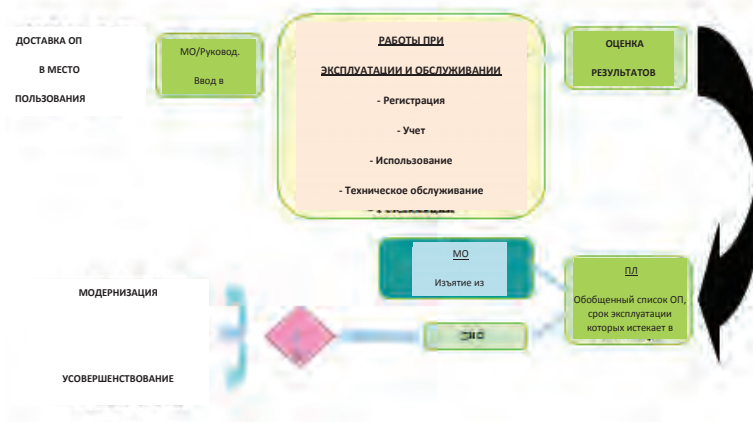 ДОСТАВКА ОП
В МЕСТО
ПОЛЬЗОВАНИЯ
МО/Руковод.
Ввод в
РАБОТЫ ПРИ
ЭКСПЛУАТАЦИИ И ОБСЛУЖИВАНИИ
- Регистрация
- Учет
- Использование
- Техническое обслуживание
ОЦЕНКА
РЕЗУЛЬТАТОВ
МО
Изъятие из
ПЛ
Обобщенный список ОП,
срок эксплуатации
которых истекает в
МОДЕРНИЗАЦИЯ
УСОВЕРШЕНСТВОВАНИЕ